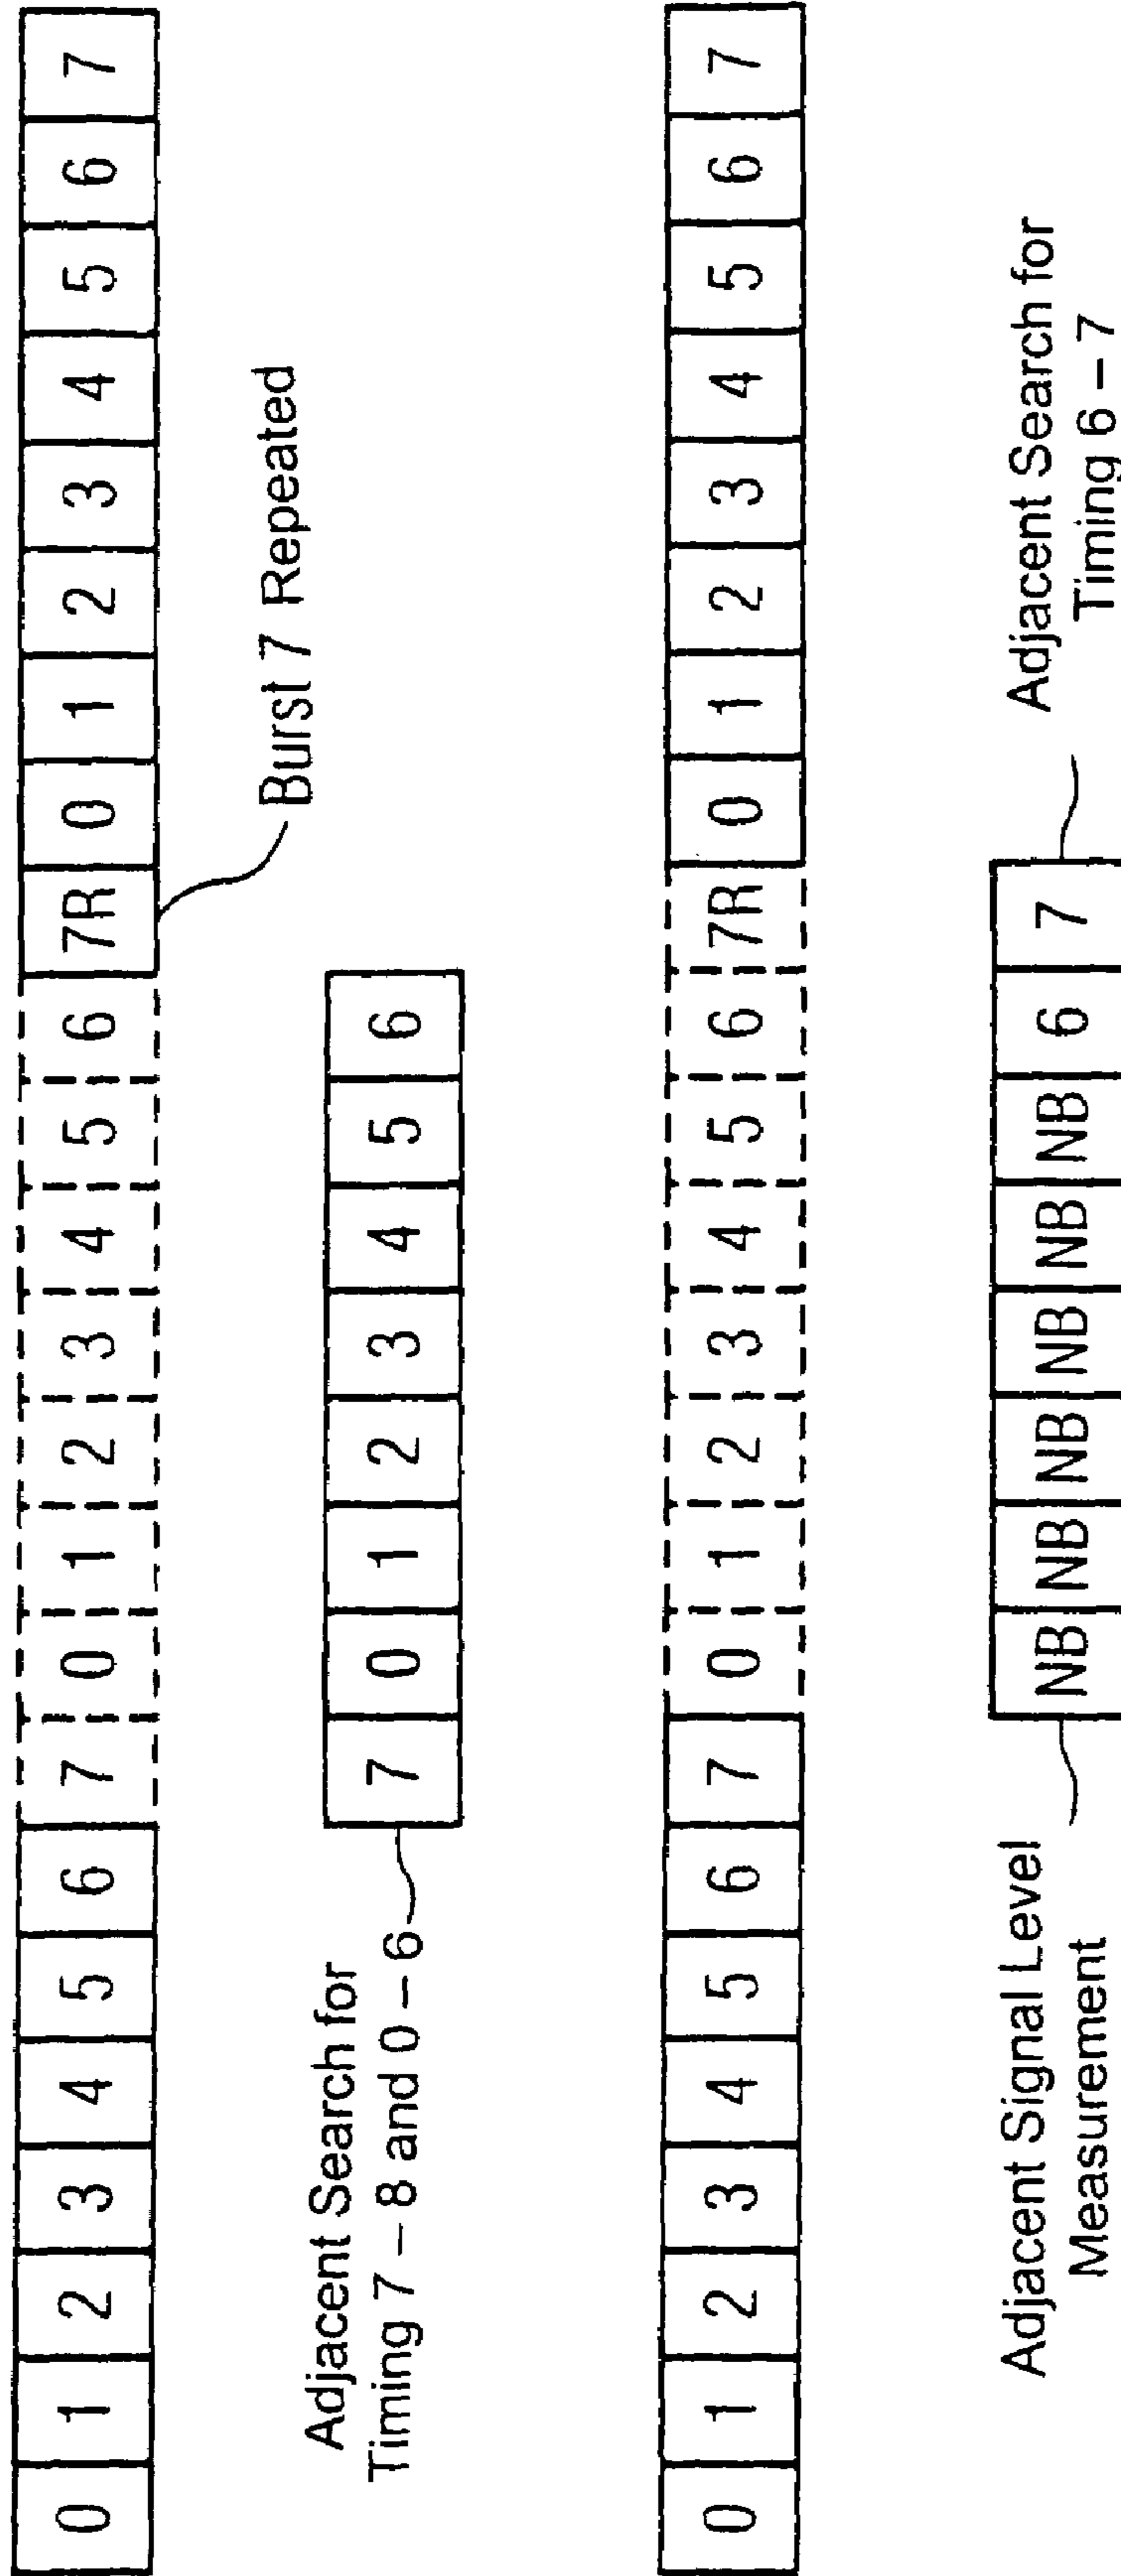 0 1 2 3 4 5 6 7 0 1 2 3 4 5 6 7R 0 1 2 3 4 5 6 7
Burst 7 Repeated
Adjacent Search for
Timing 7 – 8 and 0 – 6
7 0 1 2 3 4 5 6
0 1 2 3 4 5 6 7 0 1 2 3 4 5 6 7R 0 1 2 3 4 5 6 7
Adjacent Signal Level
Measurement
NB NB NB NB NB NB 6 7
Adjacent Search for
Timing 6 – 7